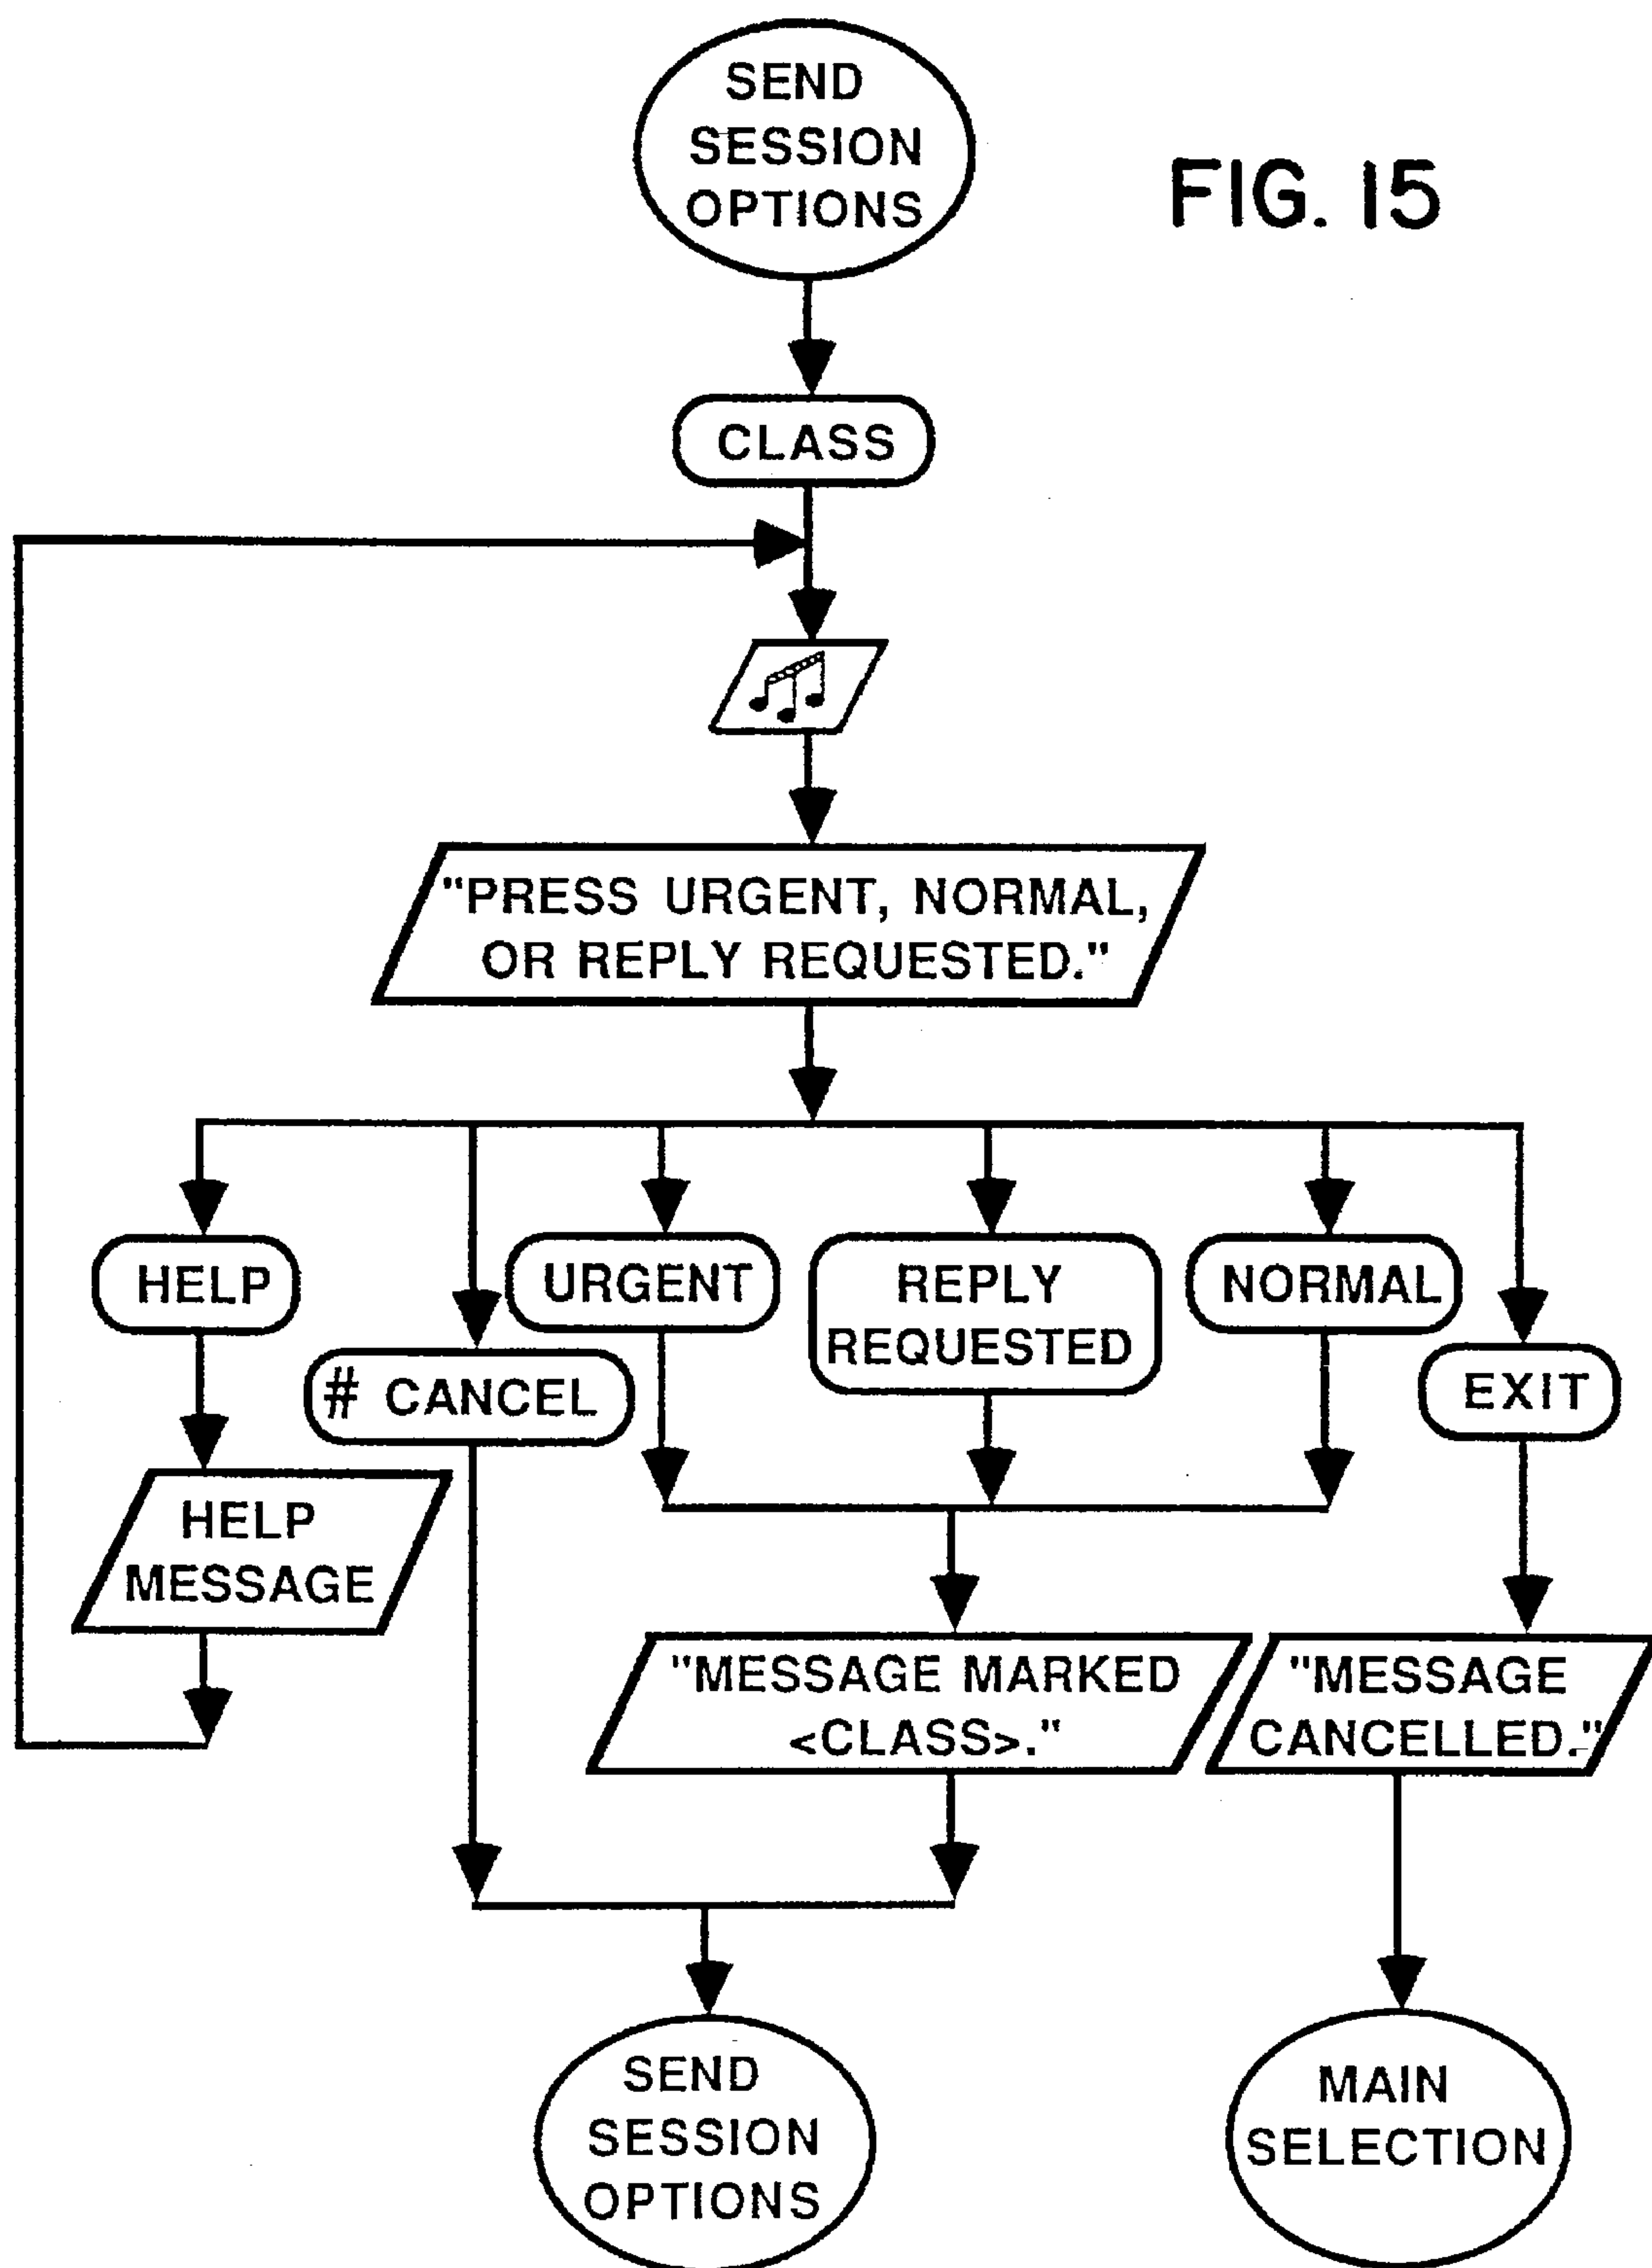 SEND
SESSION
OPTIONS
FIG. 15
CLASS
"PRESS URGENT, NORMAL,
OR REPLY REQUESTED."
HELP
URGENT
REPLY
REQUESTED
NORMAL
# CANCEL
EXIT
HELP
MESSAGE
"MESSAGE MARKED
<CLASS>."
"MESSAGE
CANCELLED."
SEND
SESSION
OPTIONS
MAIN
SELECTION